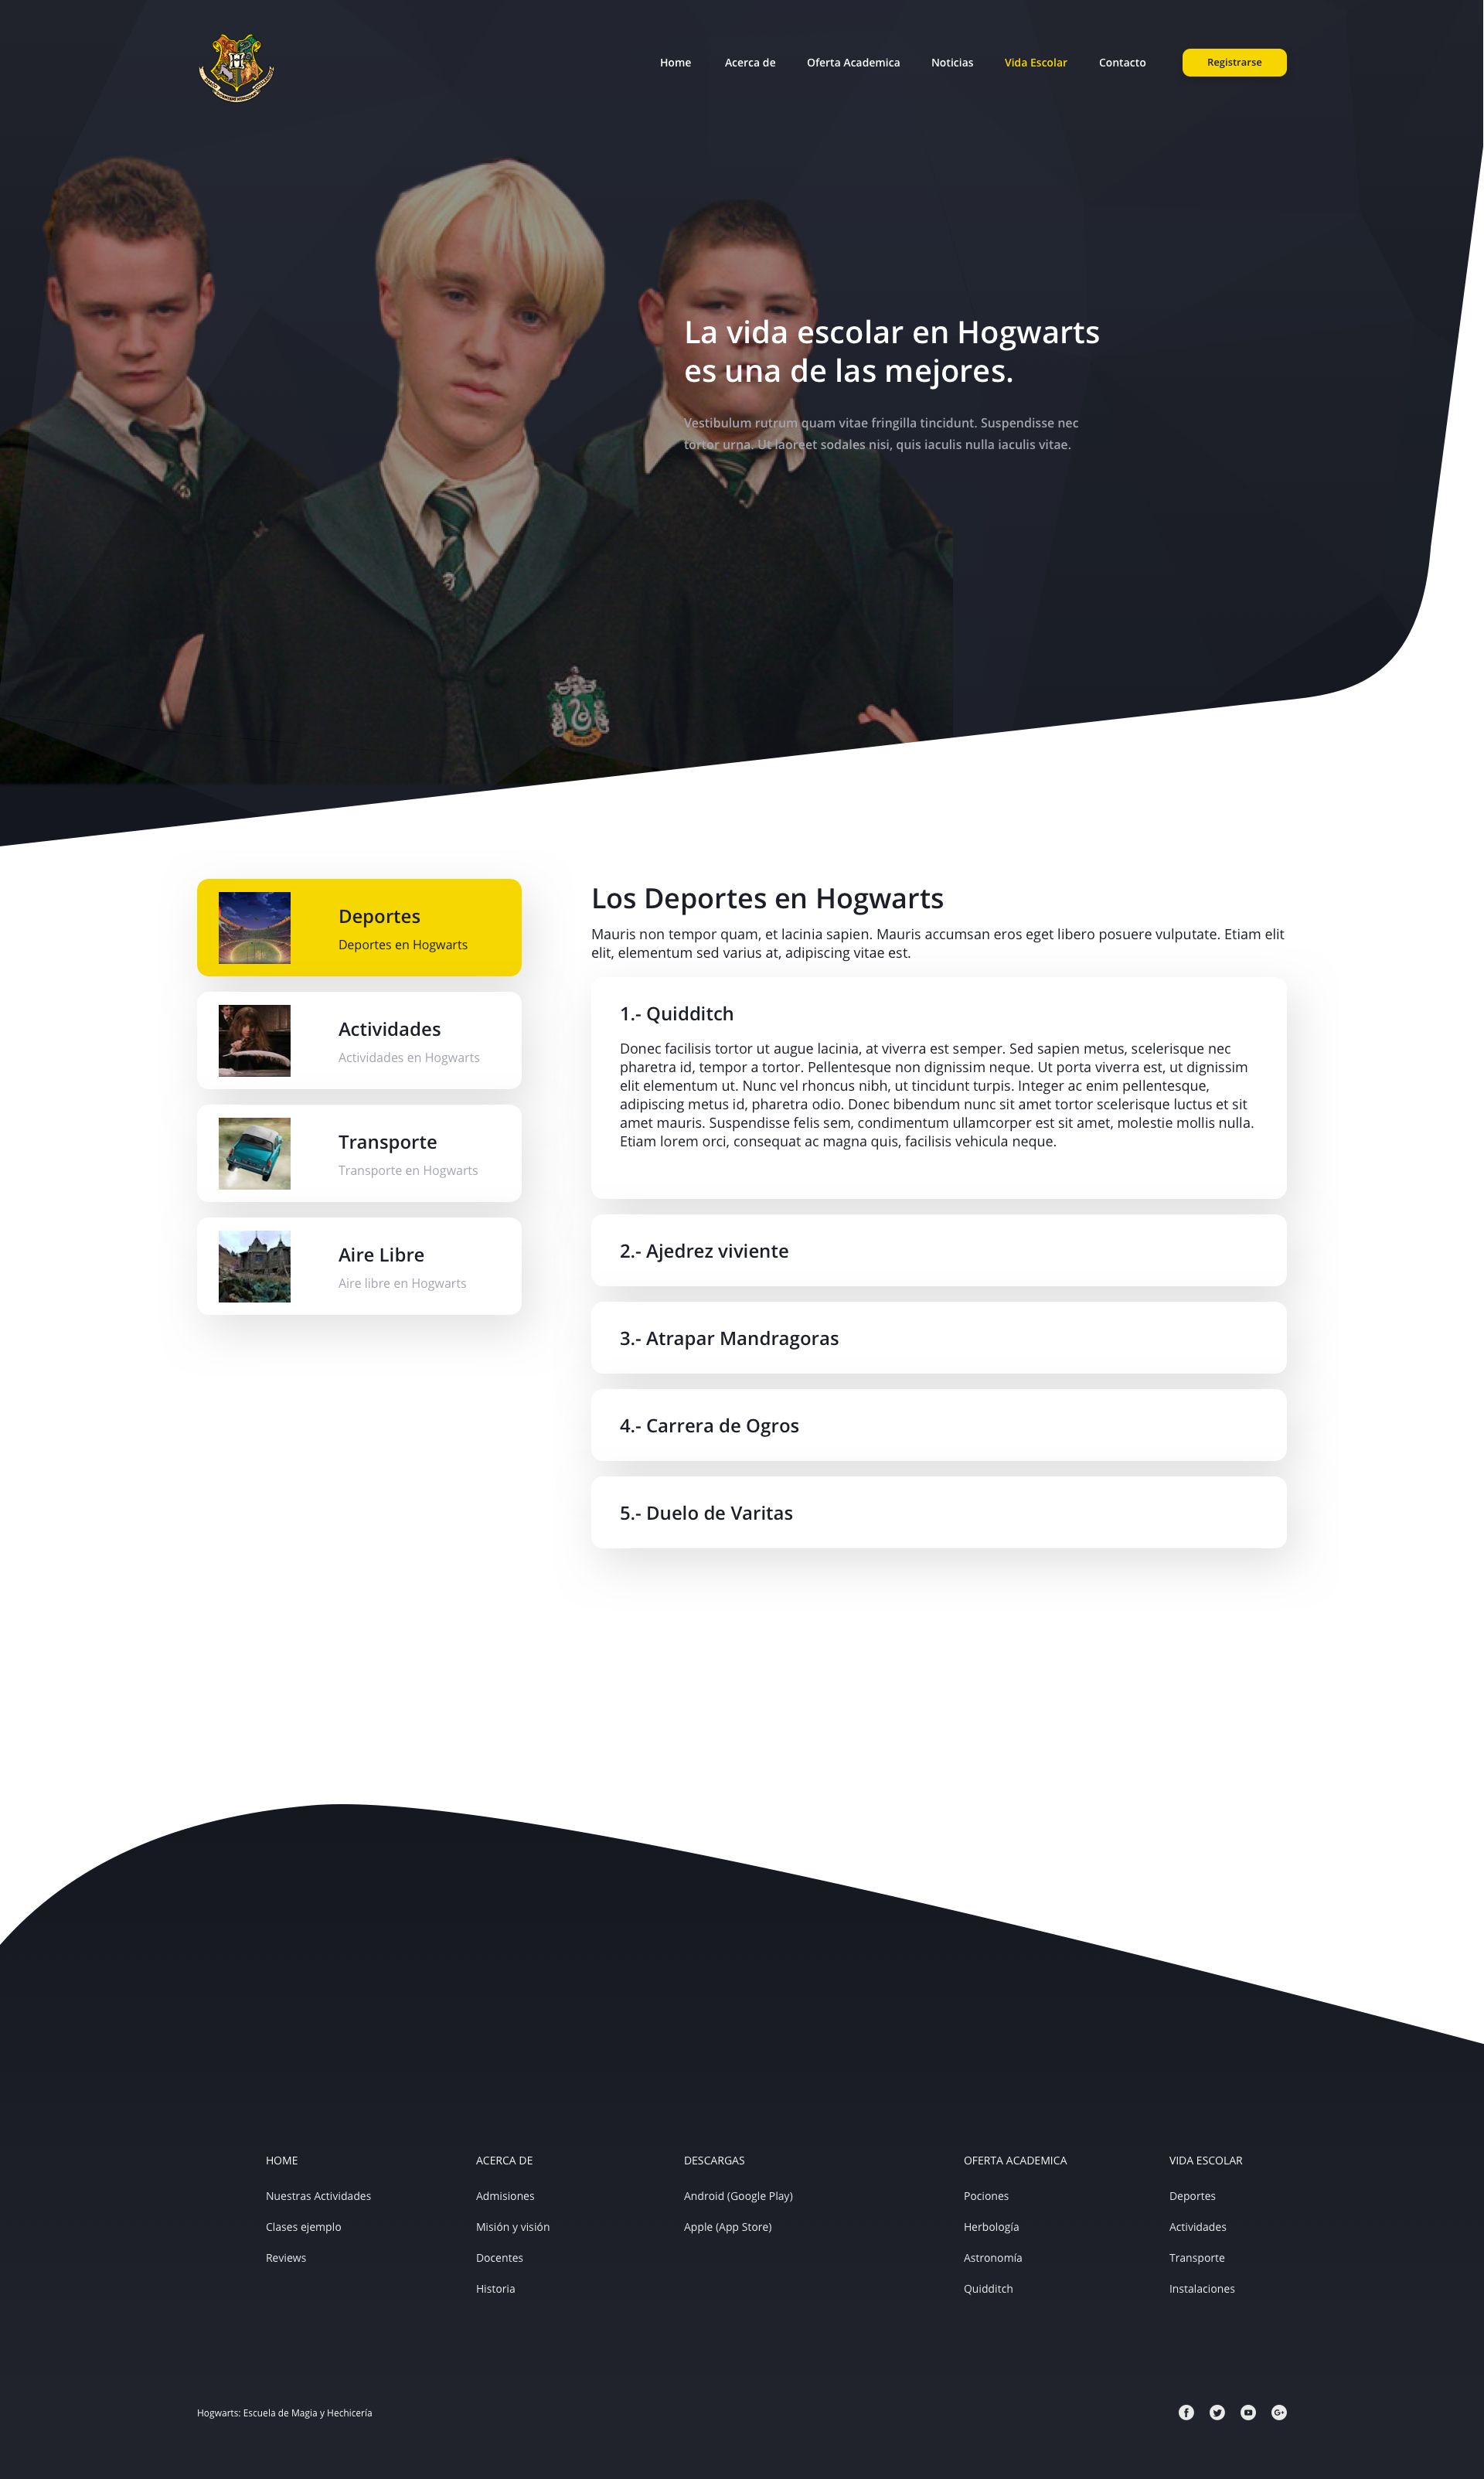 Home Acerca de Oferta Academica Noticias Vida Escolar Contacto Registrarse
La vida escolar en Hogwarts
es una de las mejores.
Vestibulum rutrum quam vitae fringilla tincidunt. Suspendisse nec
tortor urna. Ut laoreet sodales nisi, quis iaculis nulla iaculis vitae.
Deportes
Deportes en Hogwarts
Actividades
Actividades en Hogwarts
Transporte
Transporte en Hogwarts
Aire Libre
Aire libre en Hogwarts
Los Deportes en Hogwarts
Mauris non tempor quam, et lacinia sapien. Mauris accumsan eros eget libero posuere vulputate. Etiam elit
elit, elementum sed varius at, adipiscing vitae est.
1.- Quidditch
Donec facilisis tortor ut augue lacinia, at viverra est semper. Sed sapien metus, scelerisque nec
pharetra id, tempor a tortor. Pellentesque non dignissim neque. Ut porta viverra est, ut dignissim
elit elementum ut. Nunc vel rhoncus nibh, ut tincidunt turpis. Integer ac enim pellentesque,
adipiscing metus id, pharetra odio. Donec bibendum nunc sit amet tortor scelerisque luctus et sit
amet mauris. Suspendisse felis sem, condimentum ullamcorper est sit amet, molestie mollis nulla.
Etiam lorem orci, consequat ac magna quis, facilisis vehicula neque.
2.- Ajedrez viviente
3.- Atrapar Mandragoras
4.- Carrera de Ogros
5.- Duelo de Varitas
HOME
Nuestras Actividades
Clases ejemplo
Reviews
ACERCA DE
Admisiones
Misión y visión
Docentes
Historia
DESCARGAS
Android (Google Play)
Apple (App Store)
OFERTA ACADEMICA
Pociones
Herbología
Astronomía
Quidditch
VIDA ESCOLAR
Deportes
Actividades
Transporte
Instalaciones
Hogwarts: Escuela de Magia y Hechicería